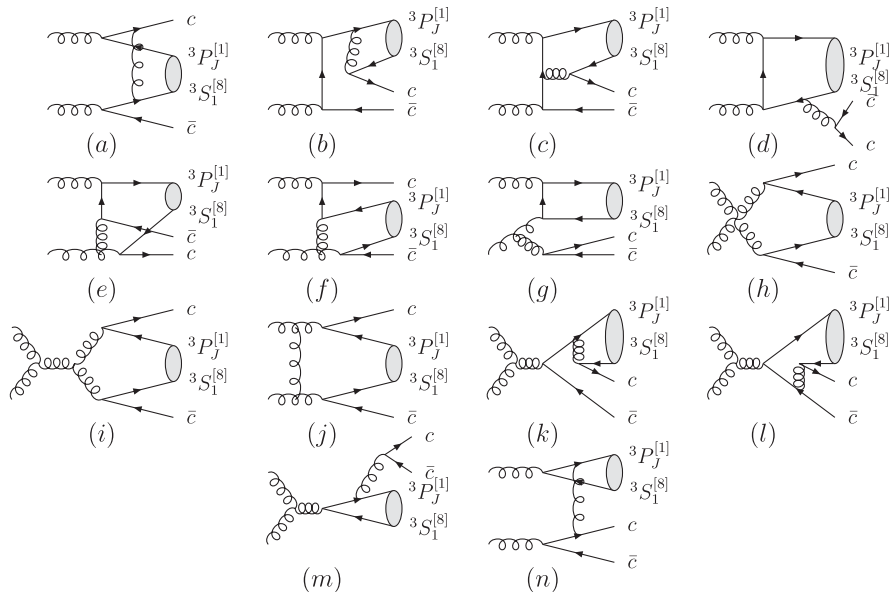 c
³P_J^[1]
³S_1^[8]
c̄
(a)
³P_J^[1]
³S_1^[8]
c
c̄
(b)
³P_J^[1]
³S_1^[8]
c
c̄
(c)
³P_J^[1]
³S_1^[8]
c̄
c
(d)
³P_J^[1]
³S_1^[8]
c̄
c
(e)
c
³P_J^[1]
³S_1^[8]
c̄
(f)
³P_J^[1]
³S_1^[8]
c
c̄
(g)
c
³P_J^[1]
³S_1^[8]
c̄
(h)
c
³P_J^[1]
³S_1^[8]
c̄
(i)
c
³P_J^[1]
³S_1^[8]
c̄
(j)
³P_J^[1]
³S_1^[8]
c
c̄
(k)
³P_J^[1]
³S_1^[8]
c
c̄
(l)
c
c̄
³P_J^[1]
³S_1^[8]
(m)
³P_J^[1]
³S_1^[8]
c
c̄
(n)